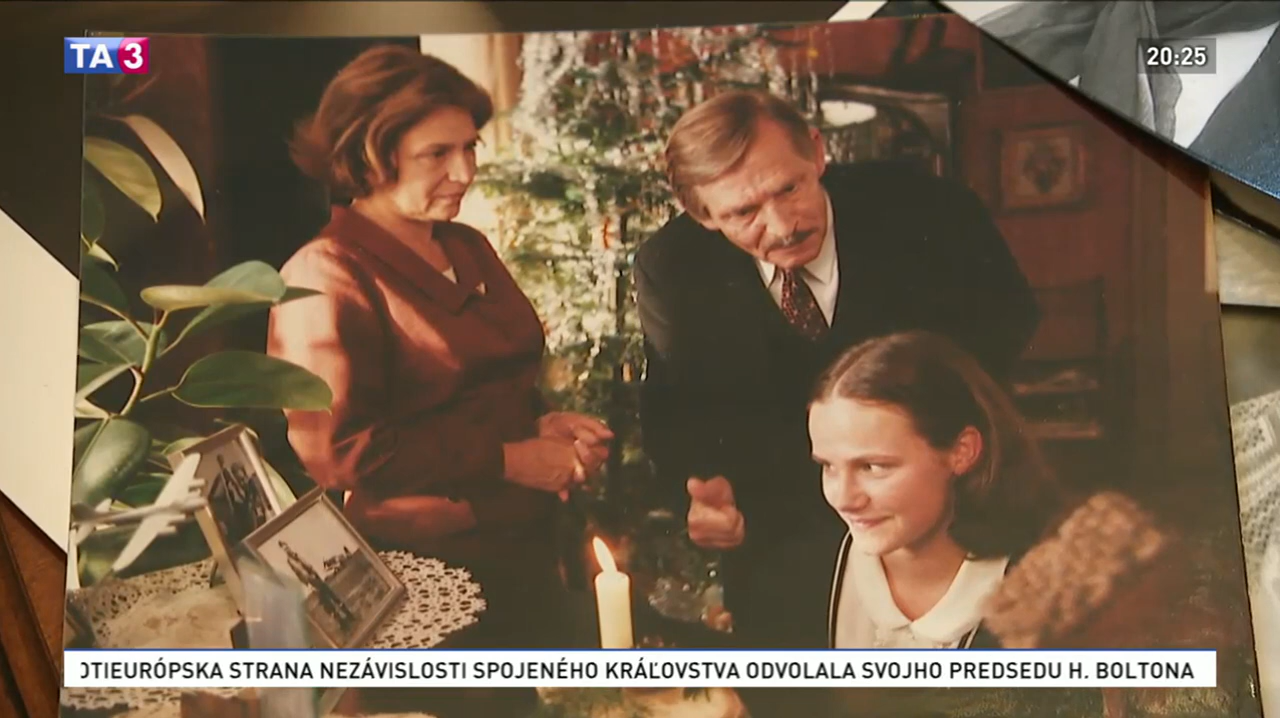 TA3
20:25
OTIEURÓPSKA STRANA NEZÁVISLOSTI SPOJENÉHO KRÁĽOVSTVA ODVOLALA SVOJHO PREDSEDU H. BOLTONA